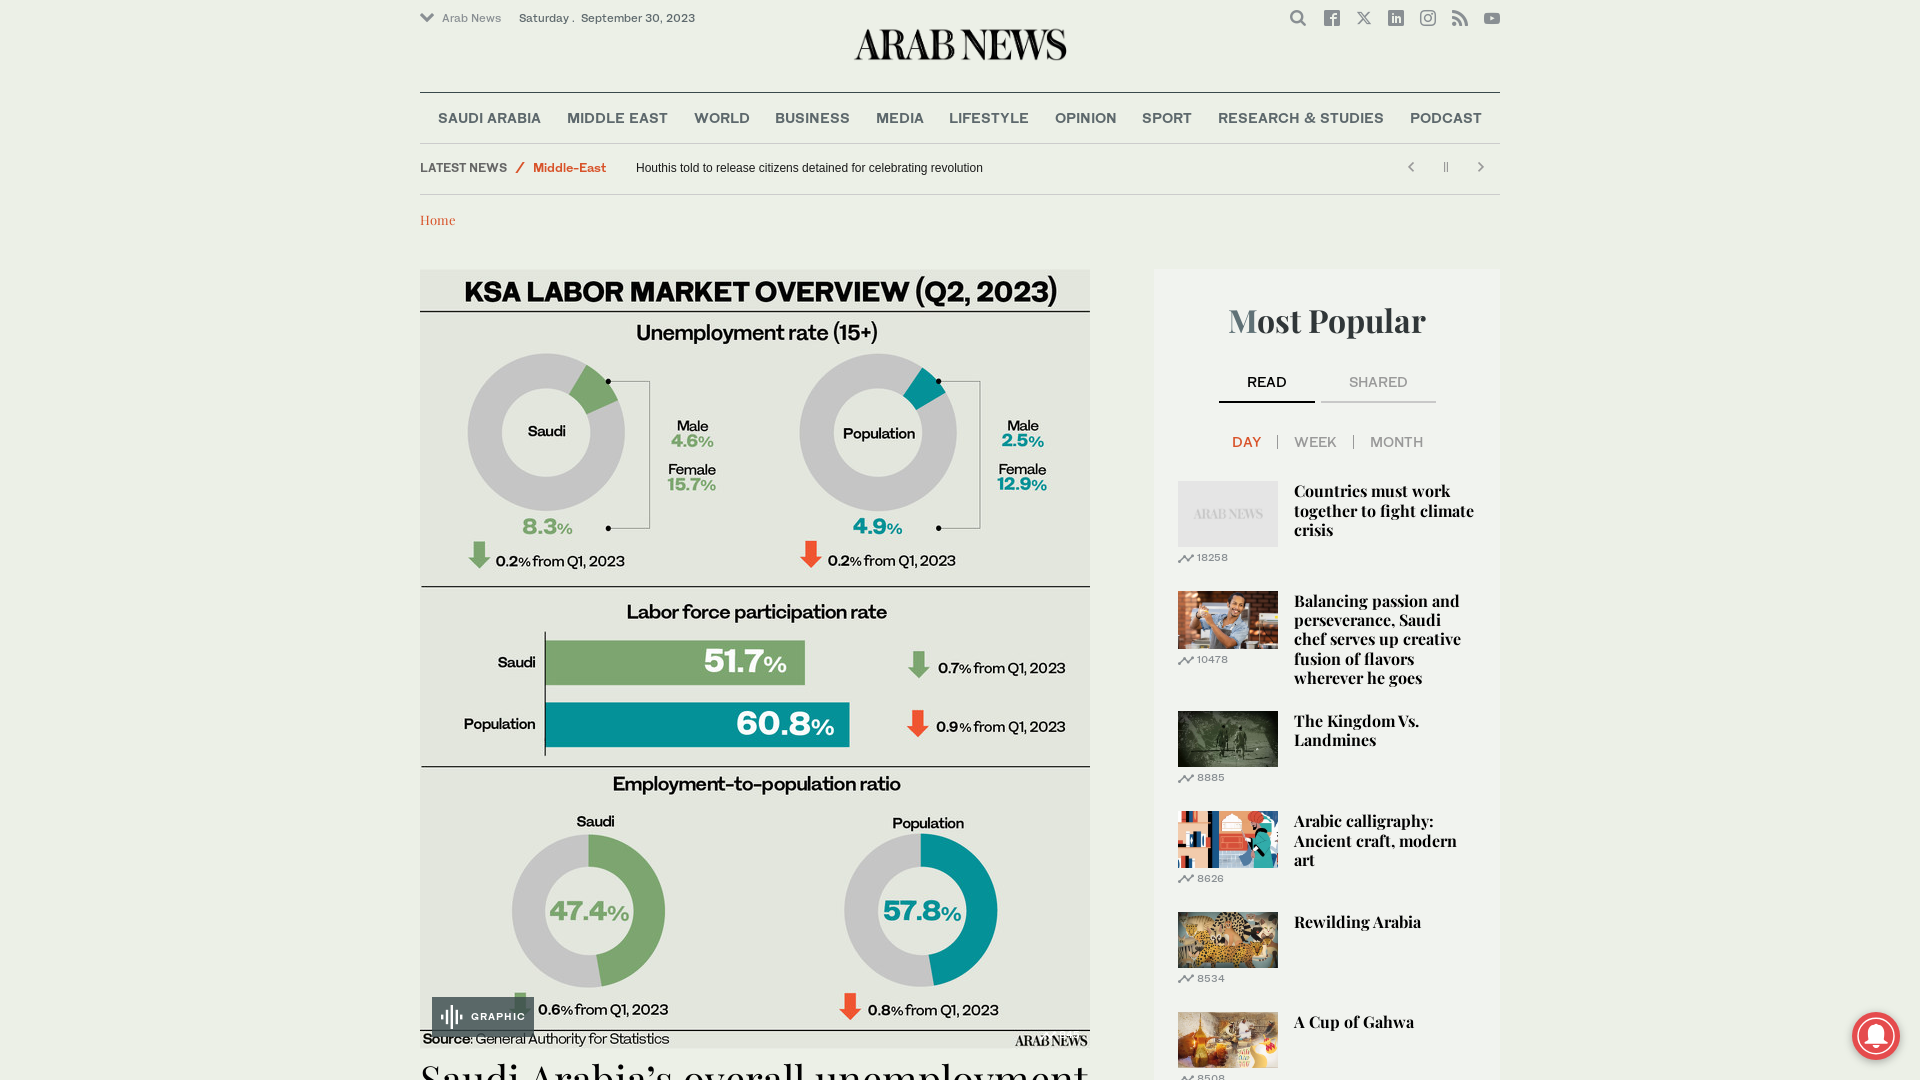 Arab News
Saturday . September 30, 2023
ARAB NEWS
SAUDI ARABIA
MIDDLE EAST
WORLD
BUSINESS
MEDIA
LIFESTYLE
OPINION
SPORT
RESEARCH & STUDIES
PODCAST
LATEST NEWS / Middle-East
Houthis told to release citizens detained for celebrating revolution
Home
KSA LABOR MARKET OVERVIEW (Q2, 2023)
Unemployment rate (15+)
Saudi
Male
4.6%
Female
15.7%
8.3%
0.2% from Q1, 2023
Population
Male
2.5%
Female
12.9%
4.9%
0.2% from Q1, 2023
Labor force participation rate
Saudi
51.7%
0.7% from Q1, 2023
Population
60.8%
0.9% from Q1, 2023
Employment-to-population ratio
Saudi
47.4%
0.6% from Q1, 2023
Population
57.8%
0.8% from Q1, 2023
GRAPHIC
Source: General Authority for Statistics
ARAB NEWS
Saudi Arabia's overall unemployment
Most Popular
READ
SHARED
DAY
WEEK
MONTH
ARAB NEWS
Countries must work
together to fight climate
crisis
18258
Balancing passion and
perseverance, Saudi
chef serves up creative
fusion of flavors
wherever he goes
10478
The Kingdom Vs.
Landmines
8885
Arabic calligraphy:
Ancient craft, modern
art
8626
Rewilding Arabia
8534
A Cup of Gahwa
8508